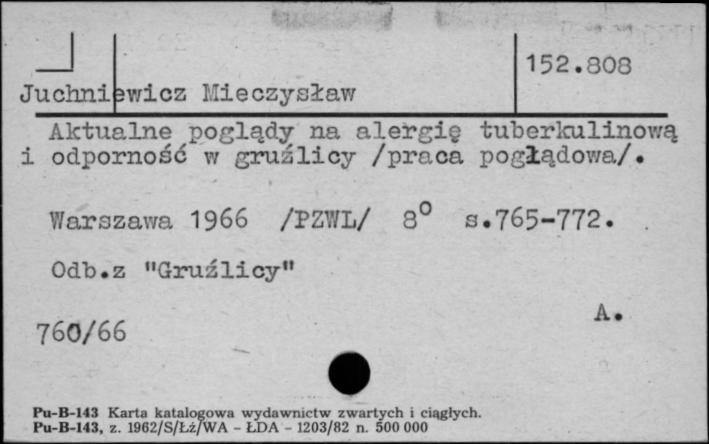 152.808
Juchniewicz Mieczysław
Aktualne poglądy na alergię tuberkulinową
i odporność w gruźlicy /praca pogłądowa/.
Warszawa 1966 /PZWL/ 8° s.765-772.
Odb.z "Gruźlicy"
A.
760/66
Pu-B-143 Karta katalogowa wydawnictw zwartych i ciągłych.
Pu-B-143, z. 1962/S/Łź/WA - ŁDA - 1203/82 n. 500 000